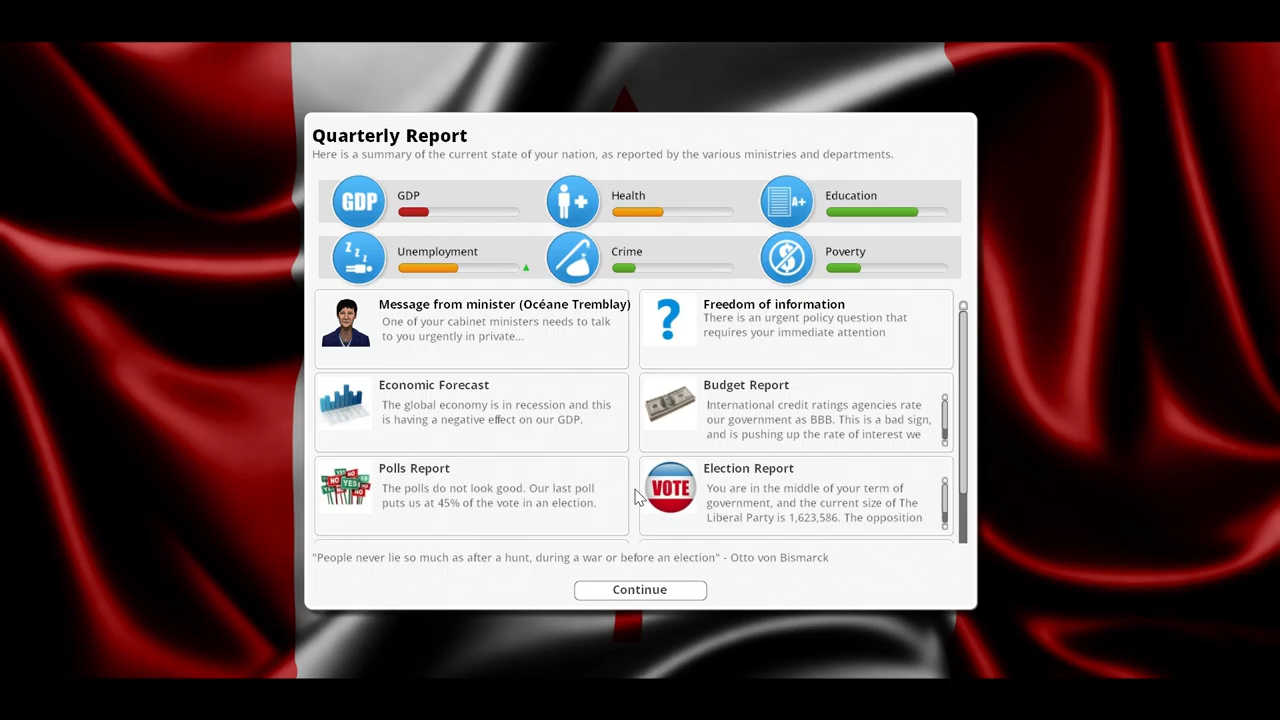 Quarterly Report
Here is a summary of the current state of your nation, as reported by the various ministries and departments.
GDP
GDP
Health
A+
Education
Z Z Z
Unemployment
Crime
Poverty
Message from minister (Océane Tremblay)
One of your cabinet ministers needs to talk
to you urgently in private...
Freedom of information
There is an urgent policy question that
requires your immediate attention
Economic Forecast
The global economy is in recession and this
is having a negative effect on our GDP.
Budget Report
International credit ratings agencies rate
our government as BBB. This is a bad sign,
and is pushing up the rate of interest we
Polls Report
The polls do not look good. Our last poll
puts us at 45% of the vote in an election.
YES
NO
VOTE
Election Report
You are in the middle of your term of
government, and the current size of The
Liberal Party is 1,623,586. The opposition
"People never lie so much as after a hunt, during a war or before an election" - Otto von Bismarck
Continue